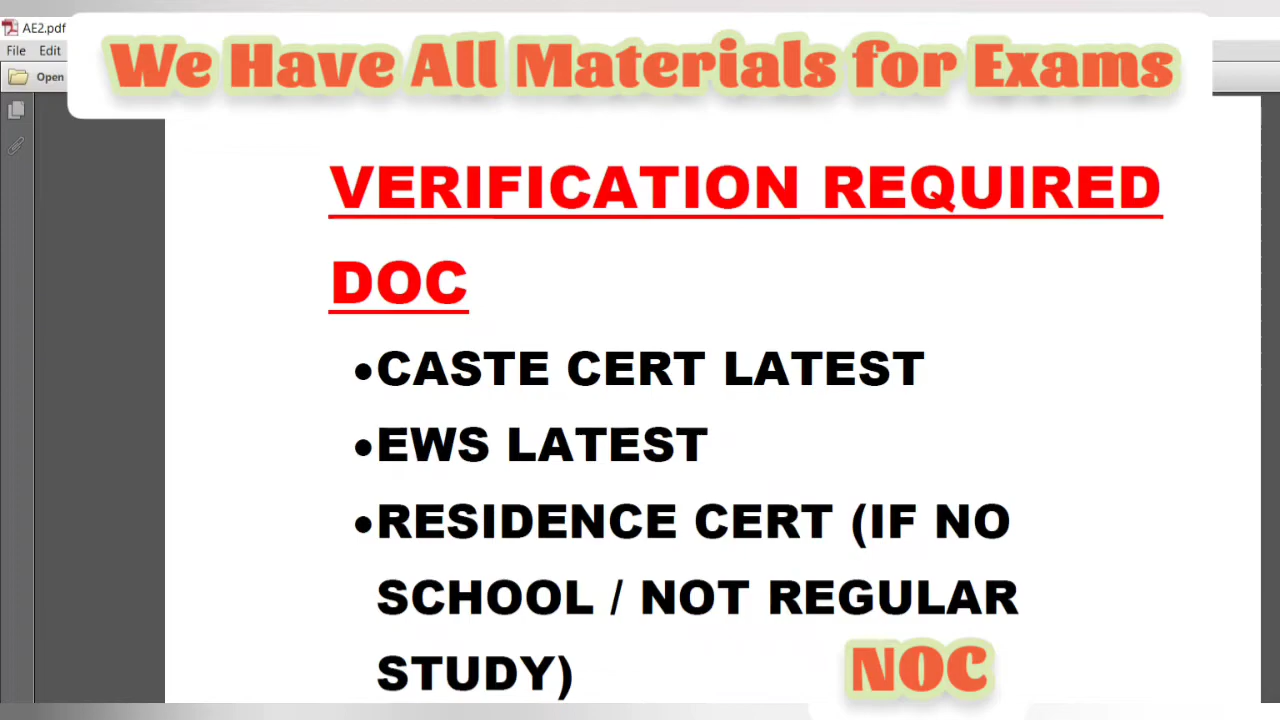 AE2.pdf
File Edit
Open
We Have All Materials for Exams
VERIFICATION REQUIRED
DOC
•CASTE CERT LATEST
•EWS LATEST
•RESIDENCE CERT (IF NO
SCHOOL / NOT REGULAR
STUDY)
NOC